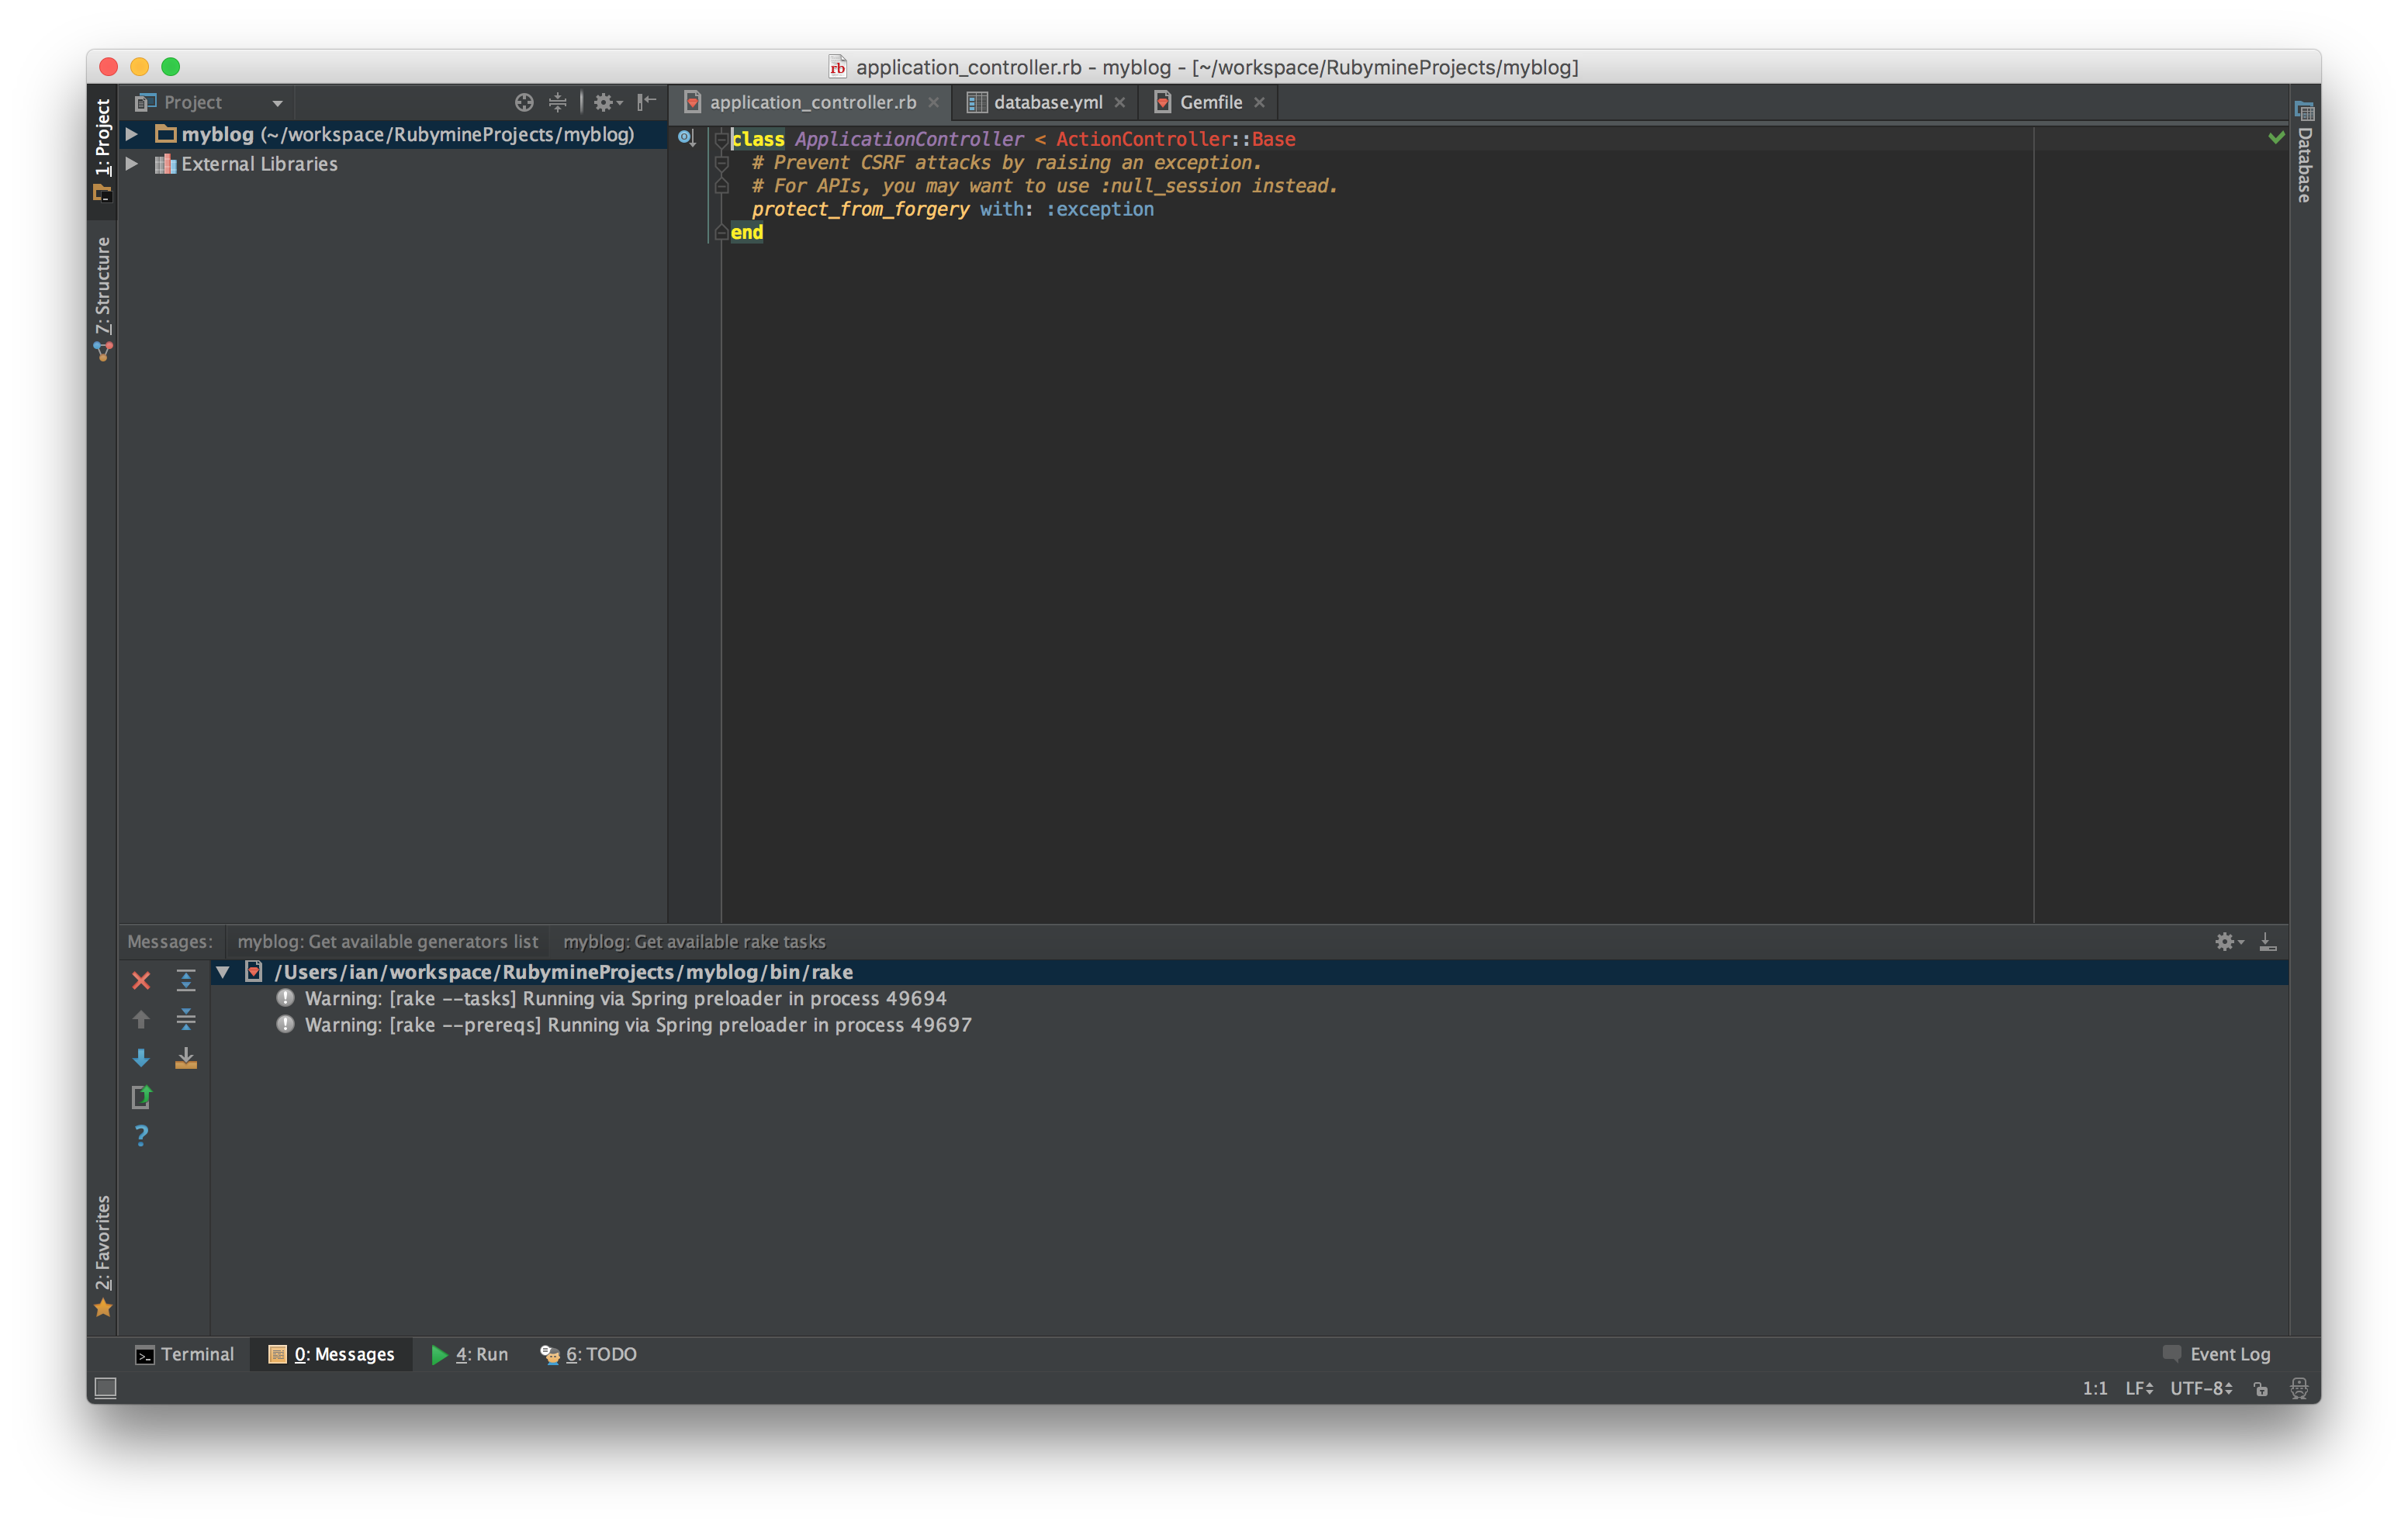 application_controller.rb - myblog - [~/workspace/RubymineProjects/myblog]
Project
application_controller.rb
database.yml
Gemfile
1: Project
7: Structure
2: Favorites
Database
myblog (~/workspace/RubymineProjects/myblog)
External Libraries
class ApplicationController < ActionController::Base
# Prevent CSRF attacks by raising an exception.
# For APIs, you may want to use :null_session instead.
protect_from_forgery with: :exception
end
Messages: myblog: Get available generators list myblog: Get available rake tasks
/Users/ian/workspace/RubymineProjects/myblog/bin/rake
Warning: [rake --tasks] Running via Spring preloader in process 49694
Warning: [rake --prereqs] Running via Spring preloader in process 49697
Terminal 0: Messages 4: Run 6: TODO Event Log
1:1 LF UTF-8